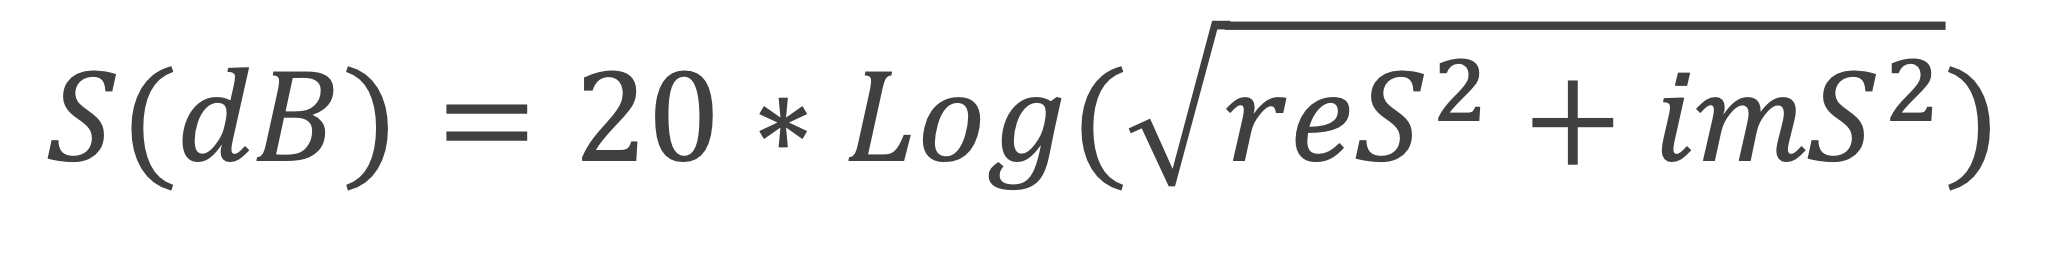 S(dB) = 20 * Log(√reS² + imS²)